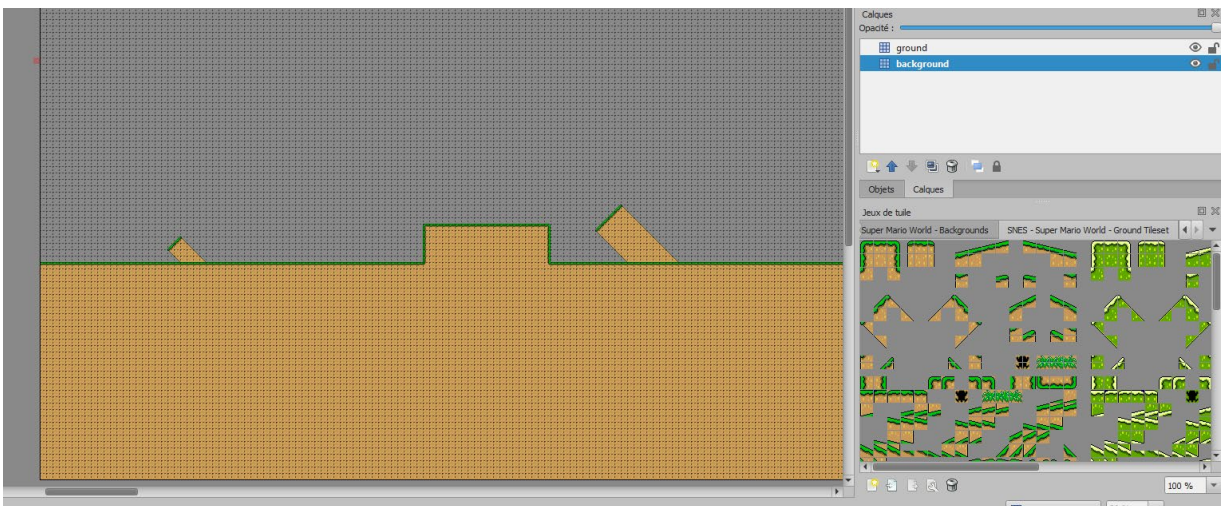 Calques
Opacité :
ground
background
Objets Calques
Jeux de tuile
Super Mario World - Backgrounds SNES - Super Mario World - Ground Tileset
100 %